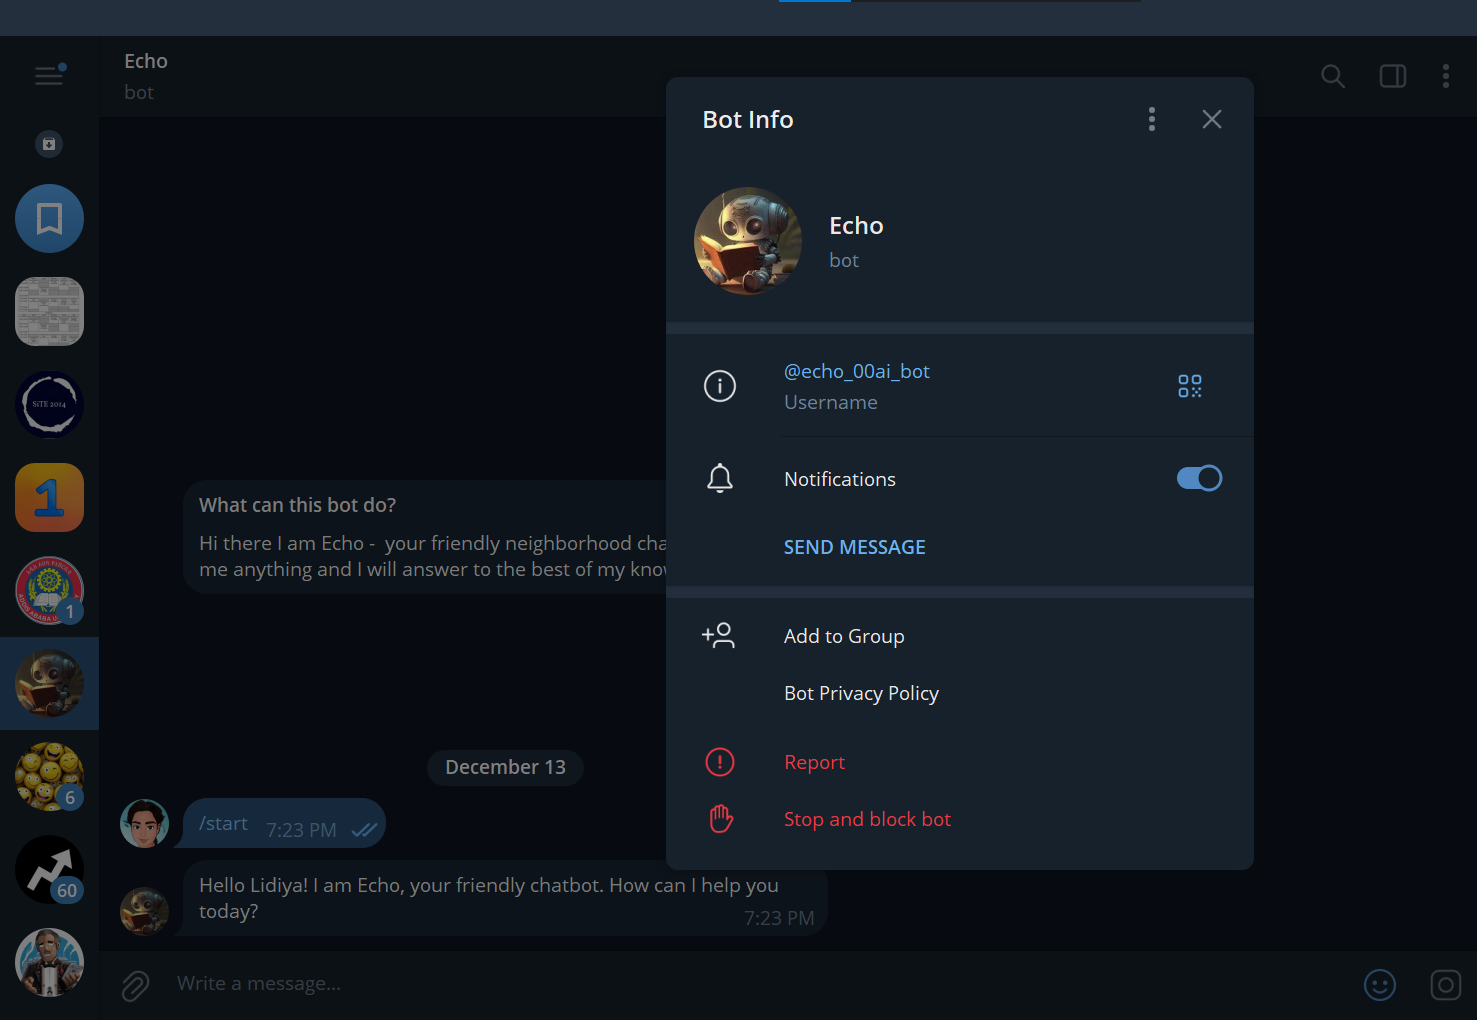 Echo
bot
Bot Info
Echo
bot
@echo_00ai_bot
Username
Notifications
SEND MESSAGE
Add to Group
Bot Privacy Policy
Report
Stop and block bot
What can this bot do?
Hi there I am Echo - your friendly neighborhood
me anything and I will answer to the best of my
December 13
/start 7:23 PM
Hello Lidiya! I am Echo, your friendly chatbot. How can I help you
today?
7:23 PM
Write a message...
SiTE 2014
1
1
6
60